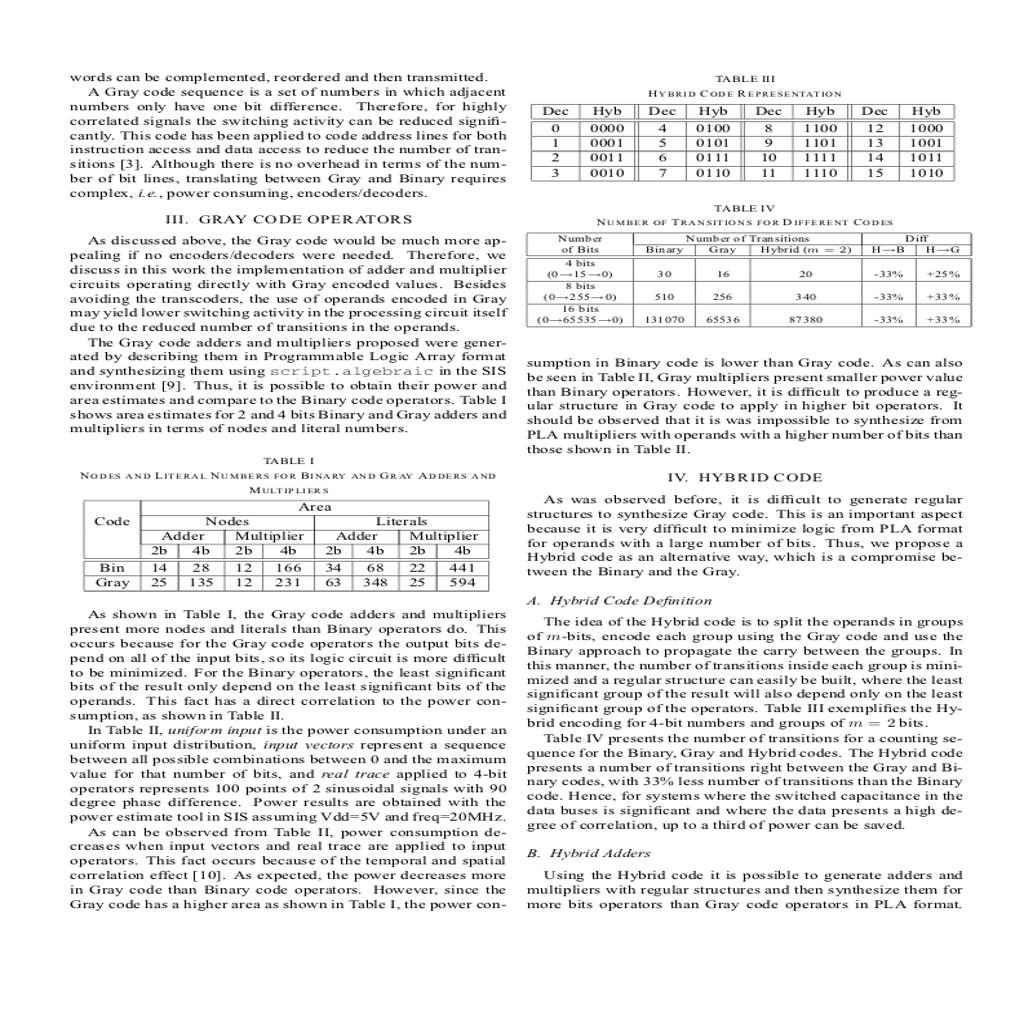 words can be complemented, reordered and then transmitted.
A Gray code sequence is a set of numbers in which adjacent
numbers only have one bit difference. Therefore, for highly
correlated signals the switching activity can be reduced signifi-
cantly. This code has been applied to code address lines for both
instruction access and data access to reduce the number of tran-
sitions [3]. Although there is no overhead in terms of the num-
ber of bit lines, translating between Gray and Binary requires
complex, i.e., power consuming, encoders/decoders.
III. GRAY CODE OPERATORS
As discussed above, the Gray code would be much more ap-
pealing if no encoders/decoders were needed. Therefore, we
discuss in this work the implementation of adder and multiplier
circuits operating directly with Gray encoded values. Besides
avoiding the transcoders, the use of operands encoded in Gray
may yield lower switching activity in the processing circuit itself
due to the reduced number of transitions in the operands.
The Gray code adders and multipliers proposed were gener-
ated by describing them in Programmable Logic Array format
and synthesizing them using script.algebraic in the SIS
environment [9]. Thus, it is possible to obtain their power and
area estimates and compare to the Binary code operators. Table I
shows area estimates for 2 and 4 bits Binary and Gray adders and
multipliers in terms of nodes and literal numbers.
TABLE I
NODES AND LITERAL NUMBERS FOR BINARY AND GRAY ADDERS AND
MULTIPLIERS
Area
Code Nodes Literals
Adder Multiplier Adder Multiplier
2b 4b 2b 4b 2b 4b 2b 4b
Bin 14 28 12 166 34 68 22 441
Gray 25 135 12 231 63 348 25 594
As shown in Table I, the Gray code adders and multipliers
present more nodes and literals than Binary operators do. This
occurs because for the Gray code operators the output bits de-
pend on all of the input bits, so its logic circuit is more difficult
to be minimized. For the Binary operators, the least significant
bits of the result only depend on the least significant bits of the
operands. This fact has a direct correlation to the power con-
sumption, as shown in Table II.
In Table II, uniform input is the power consumption under an
uniform input distribution, input vectors represent a sequence
between all possible combinations between 0 and the maximum
value for that number of bits, and real trace applied to 4-bit
operators represents 100 points of 2 sinusoidal signals with 90
degree phase difference. Power results are obtained with the
power estimate tool in SIS assuming Vdd=5V and freq=20MHz.
As can be observed from Table II, power consumption de-
creases when input vectors and real trace are applied to input
operators. This fact occurs because of the temporal and spatial
correlation effect [10]. As expected, the power decreases more
in Gray code than Binary code operators. However, since the
Gray code has a higher area as shown in Table I, the power con-
TABLE III
HYBRID CODE REPRESENTATION
Dec Hyb Dec Hyb Dec Hyb Dec Hyb
0 0000 4 0100 8 1100 12 1000
1 0001 5 0101 9 1101 13 1001
2 0011 6 0111 10 1111 14 1011
3 0010 7 0110 11 1110 15 1010
TABLE IV
NUMBER OF TRANSITIONS FOR DIFFERENT CODES
Number Number of Transitions Diff
of Bits Binary Gray Hybrid (m = 2) H→B H→G
4 bits
(0→15→0) 30 16 20 -33% +25%
8 bits
(0→255→0) 510 256 340 -33% +33%
16 bits
(0→65535→0) 131070 65536 87380 -33% +33%
sumption in Binary code is lower than Gray code. As can also
be seen in Table II, Gray multipliers present smaller power value
than Binary operators. However, it is difficult to produce a reg-
ular structure in Gray code to apply in higher bit operators. It
should be observed that it is was impossible to synthesize from
PLA multipliers with operands with a higher number of bits than
those shown in Table II.
IV. HYBRID CODE
As was observed before, it is difficult to generate regular
structures to synthesize Gray code. This is an important aspect
because it is very difficult to minimize logic from PLA format
for operands with a large number of bits. Thus, we propose a
Hybrid code as an alternative way, which is a compromise be-
tween the Binary and the Gray.
A. Hybrid Code Definition
The idea of the Hybrid code is to split the operands in groups
of m-bits, encode each group using the Gray code and use the
Binary approach to propagate the carry between the groups. In
this manner, the number of transitions inside each group is mini-
mized and a regular structure can easily be built, where the least
significant group of the result will also depend only on the least
significant group of the operators. Table III exemplifies the Hy-
brid encoding for 4-bit numbers and groups of m = 2 bits.
Table IV presents the number of transitions for a counting se-
quence for the Binary, Gray and Hybrid codes. The Hybrid code
presents a number of transitions right between the Gray and Bi-
nary codes, with 33% less number of transitions than the Binary
code. Hence, for systems where the switched capacitance in the
data buses is significant and where the data presents a high de-
gree of correlation, up to a third of power can be saved.
B. Hybrid Adders
Using the Hybrid code it is possible to generate adders and
multipliers with regular structures and then synthesize them for
more bits operators than Gray code operators in PLA format.